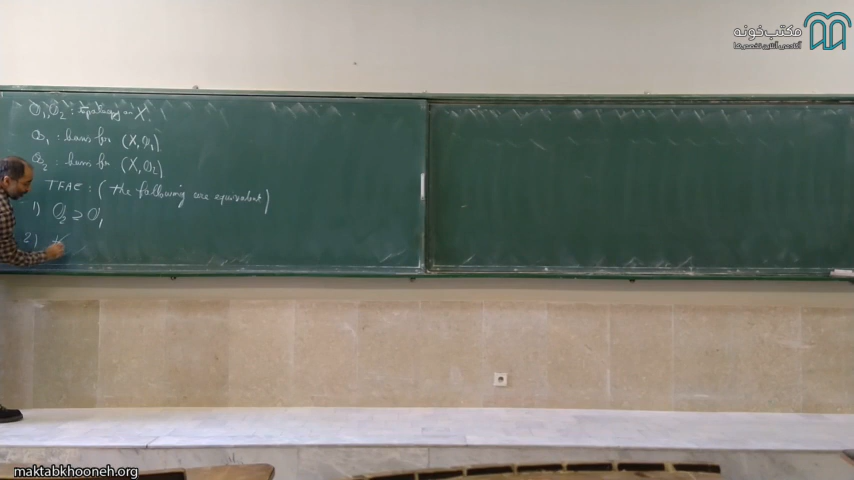 مکتب خونه
O₁, O₂ : topology on X.
B₁ : basis for (X, O₁)
B₂ : basis for (X, O₂)
TFAE : ( the following are equivalent )
1) O₂ ⊇ O₁
2)
maktabkhooneh.org